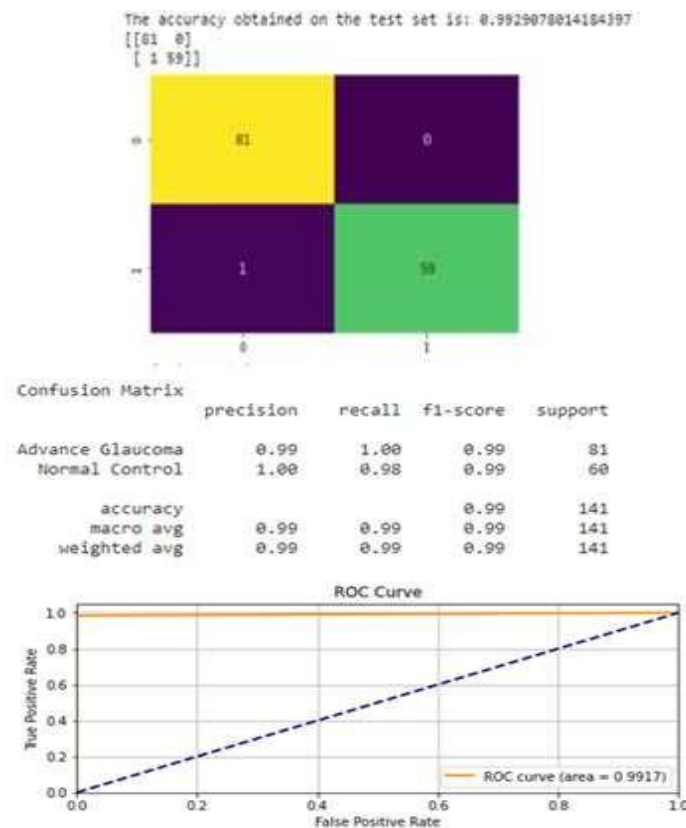 The accuracy obtained on the test set is: 0.9929078014184397
[[81 0]
[ 1 59]]
0
81
0
1
1
59
0
1
Confusion Matrix
precision recall f1-score support
Advance Glaucoma 0.99 1.00 0.99 81
Normal Control 1.00 0.98 0.99 60
accuracy 0.99 141
macro avg 0.99 0.99 0.99 141
weighted avg 0.99 0.99 0.99 141
ROC Curve
1.0
0.8
0.6
0.4
0.2
0.0
True Positive Rate
ROC curve (area = 0.9917)
0.0 0.2 0.4 0.6 0.8 1.0
False Positive Rate